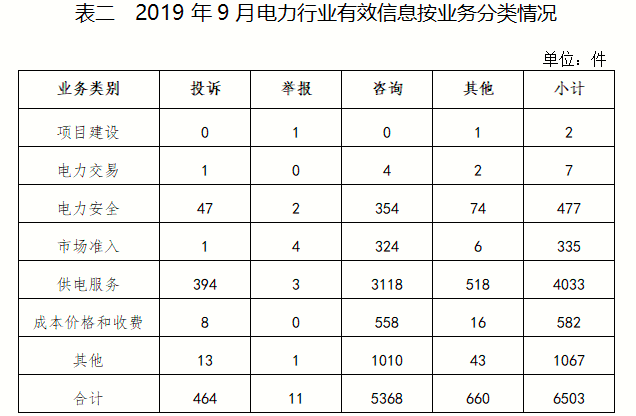 表二 2019 年 9 月电力行业有效信息按业务分类情况
单位：件
业务类别 投诉 举报 咨询 其他 小计
项目建设 0 1 0 1 2
电力交易 1 0 4 2 7
电力安全 47 2 354 74 477
市场准入 1 4 324 6 335
供电服务 394 3 3118 518 4033
成本价格和收费 8 0 558 16 582
其他 13 1 1010 43 1067
合计 464 11 5368 660 6503